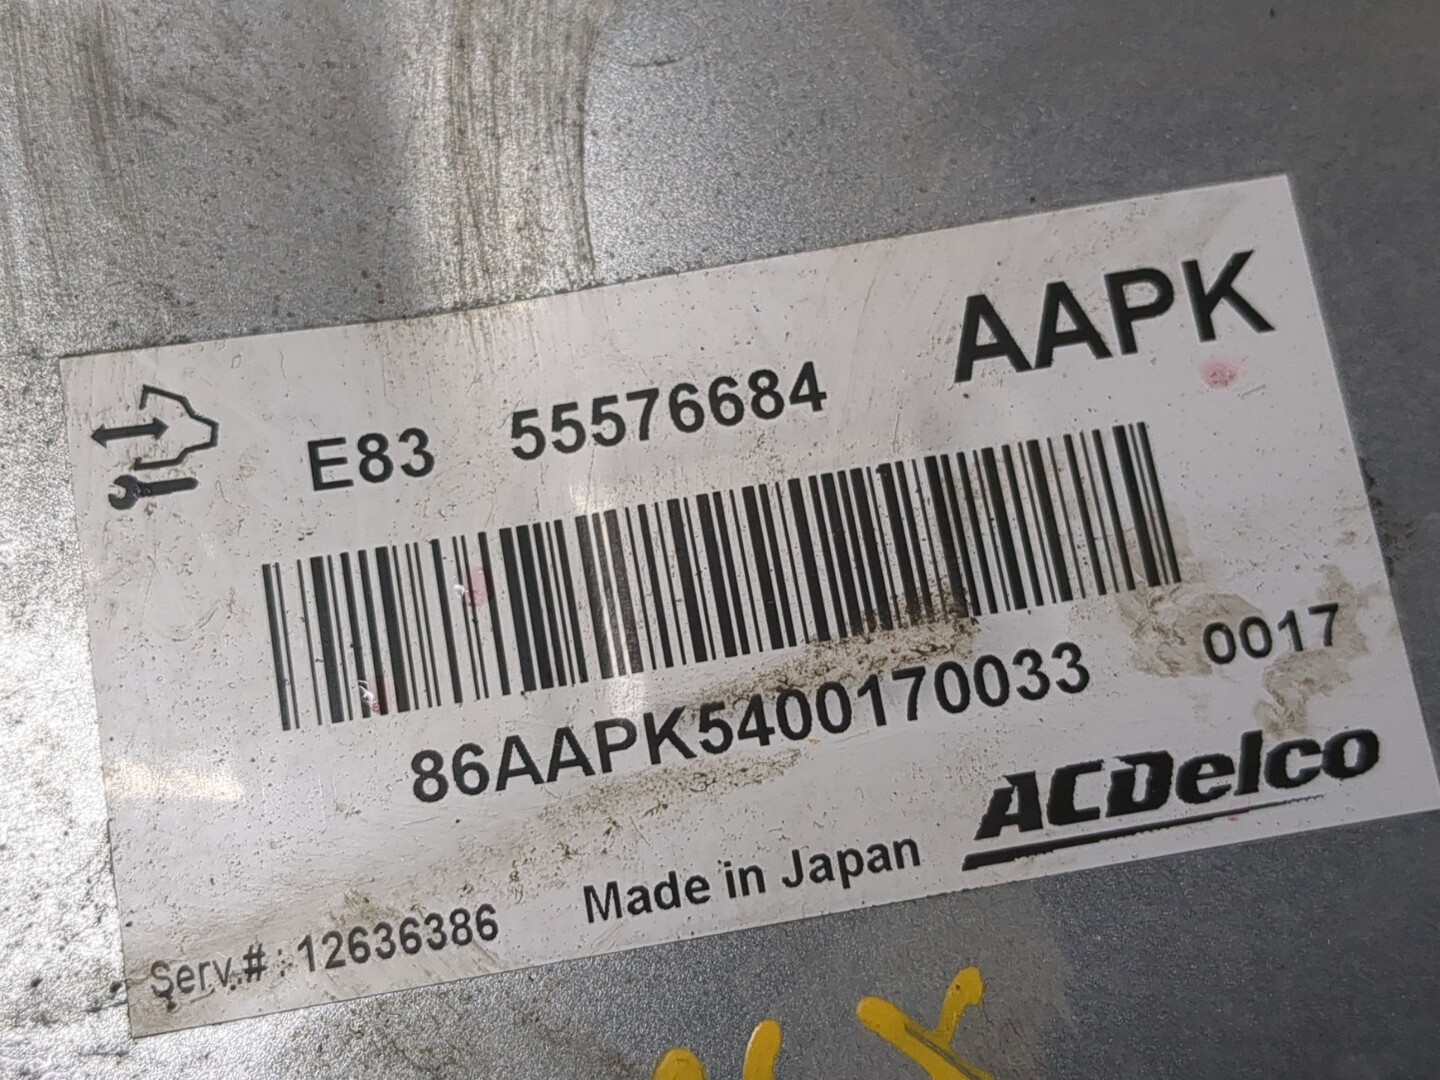 AAPK
E83 55576684
86AAPK5400170033 0017
ACDelco
Made in Japan
Serv.# : 12636386